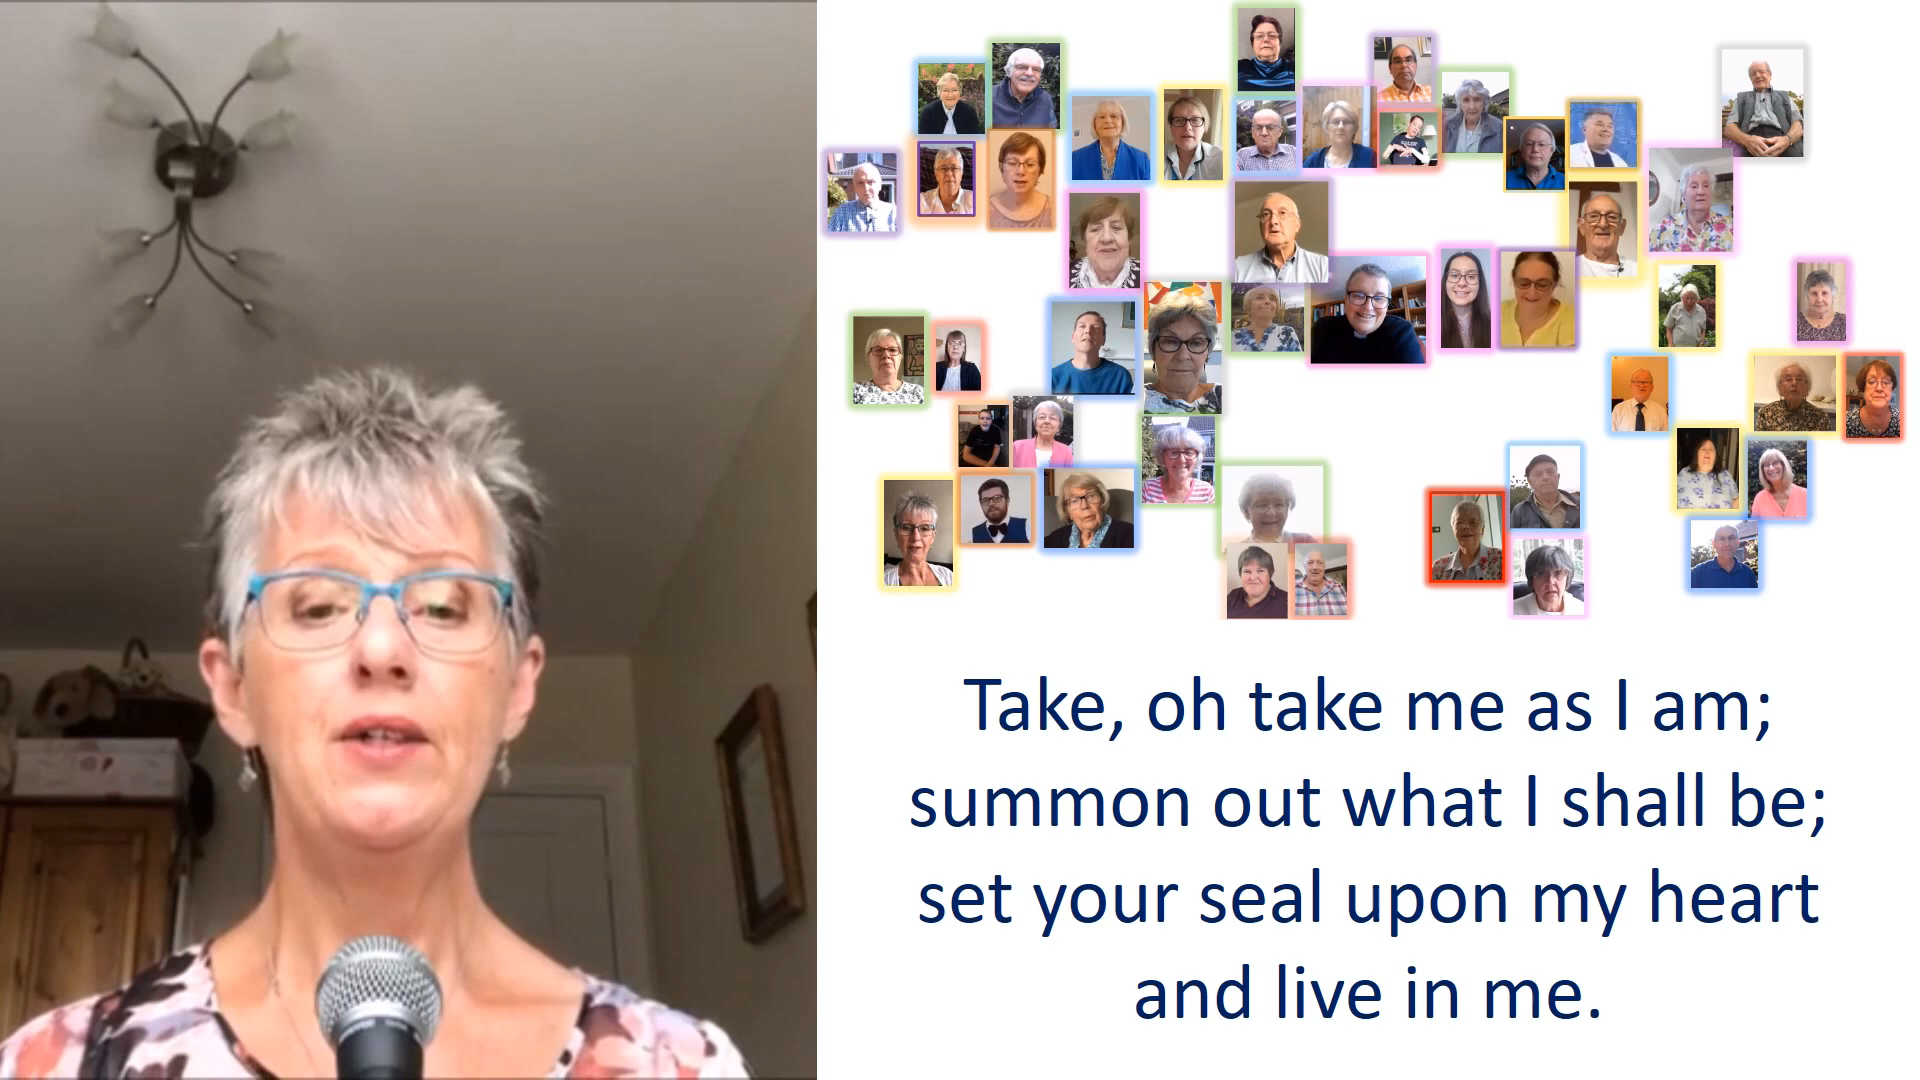 Take, oh take me as I am;
summon out what I shall be;
set your seal upon my heart
and live in me.